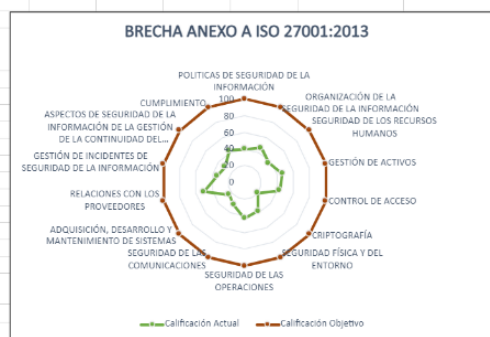 BRECHA ANEXO A ISO 27001:2013
POLITICAS DE SEGURIDAD DE LA
INFORMACIÓN
ORGANIZACIÓN DE LA
SEGURIDAD DE LA INFORMACIÓN
SEGURIDAD DE LOS RECURSOS
HUMANOS
GESTIÓN DE ACTIVOS
CONTROL DE ACCESO
CRIPTOGRAFÍA
SEGURIDAD FÍSICA Y DEL
ENTORNO
SEGURIDAD DE LAS
OPERACIONES
SEGURIDAD DE LAS
COMUNICACIONES
ADQUISICIÓN, DESARROLLO Y
MANTENIMIENTO DE SISTEMAS
RELACIONES CON LOS
PROVEEDORES
GESTIÓN DE INCIDENTES DE
SEGURIDAD DE LA INFORMACIÓN
ASPECTOS DE SEGURIDAD DE LA
INFORMACIÓN DE LA GESTIÓN
DE LA CONTINUIDAD DEL...
CUMPLIMIENTO
100
80
60
40
20
0
Calificación Actual
Calificación Objetivo